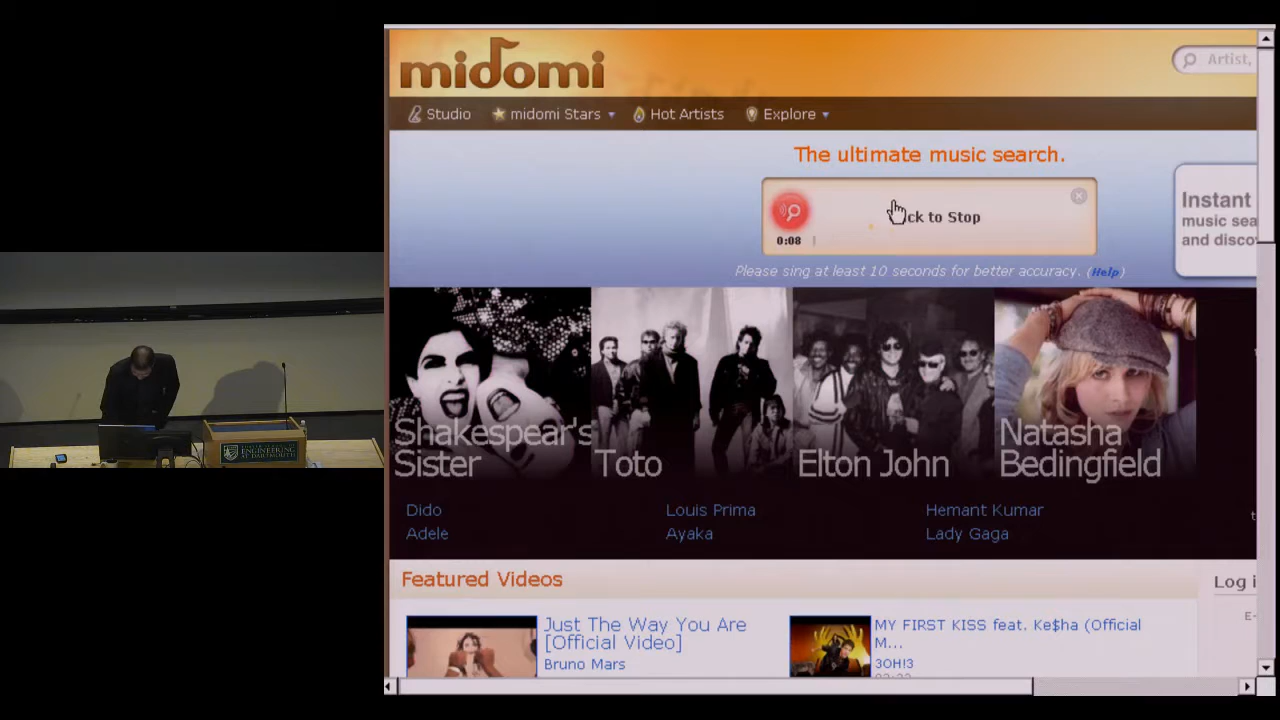 midomi
Artist,
Studio
midomi Stars
Hot Artists
Explore
The ultimate music search.
ck to Stop
0:08
Please sing at least 10 seconds for better accuracy. (Help)
Instant
music sea
and disco
Shakespear's
Sister
Toto
Elton John
Natasha
Bedingfield
Dido
Louis Prima
Hemant Kumar
Adele
Ayaka
Lady Gaga
Featured Videos
Log i
E-
Just The Way You Are
[Official Video]
Bruno Mars
MY FIRST KISS feat. Ke$ha (Official
M...
3OH!3
ENGINEERING
AT DARTMOUTH